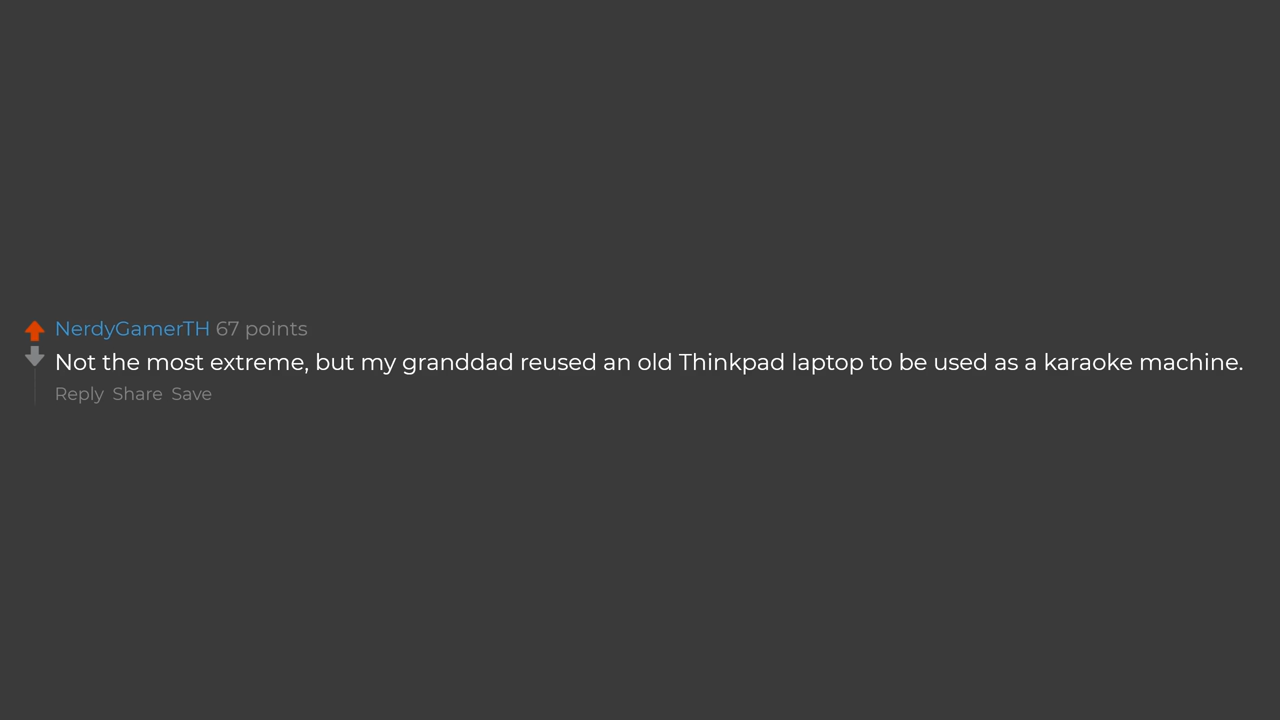 NerdyGamerTH 67 points
Not the most extreme, but my granddad reused an old Thinkpad laptop to be used as a karaoke machine.
Reply Share Save